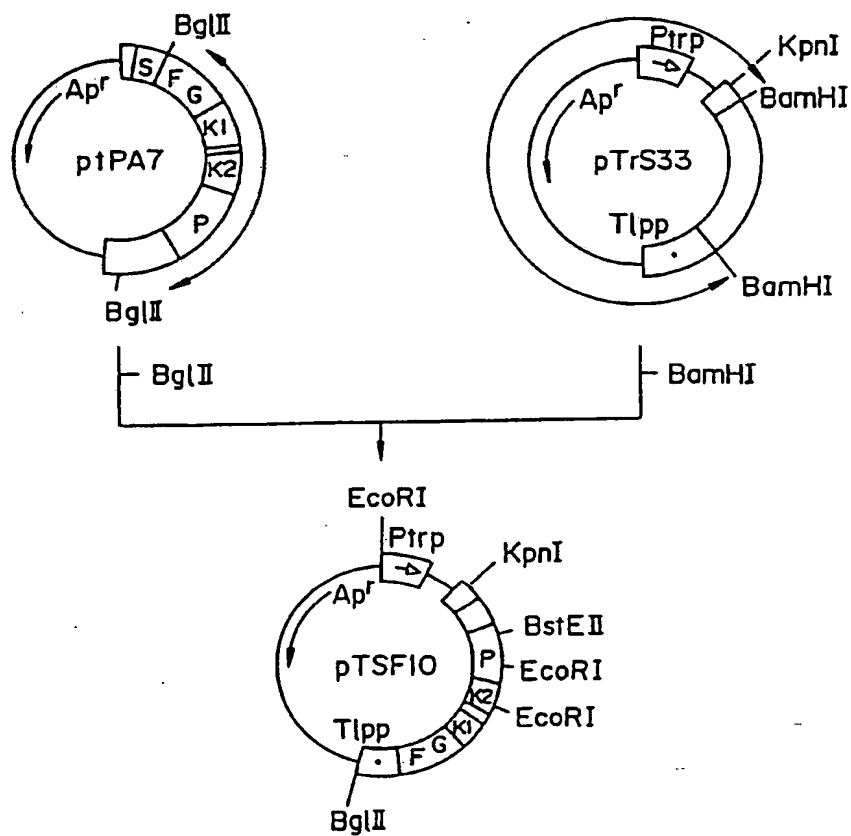 BglII
S
F
G
K1
K2
P
Apʳ
ptPA7
BglII
Ptrp
KpnI
BamHI
Apʳ
pTrS33
Tlpp
BamHI
BglII
BamHI
EcoRI
Ptrp
KpnI
Apʳ
BstEII
pTSF10
P
EcoRI
K2
EcoRI
K1
Tlpp
F
G
BglII